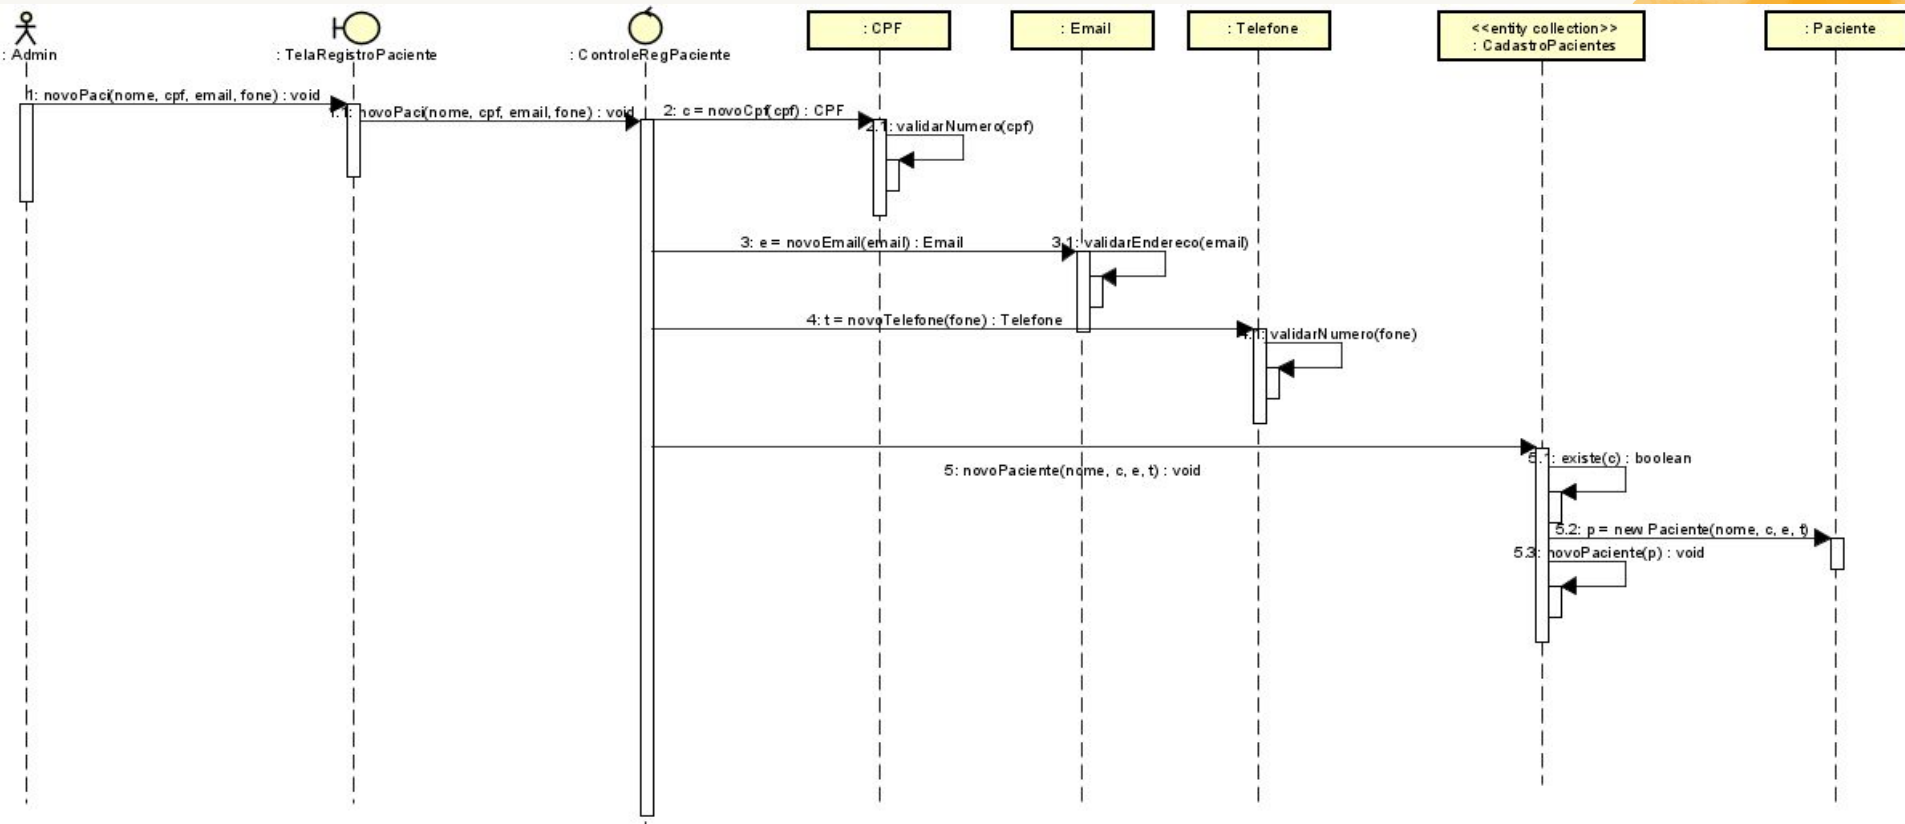 : Admin
: TelaRegistroPaciente
: ControleRegPaciente
: CPF
: Email
: Telefone
<<entity collection>>
: CadastroPacientes
: Paciente
1: novoPaci(nome, cpf, email, fone) : void
1.1: novoPaci(nome, cpf, email, fone) : void
2: c = novoCpf(cpf) : CPF
2.1: validarNumero(cpf)
3: e = novoEmail(email) : Email
3.1: validarEndereco(email)
4: t = novoTelefone(fone) : Telefone
4.1: validarNumero(fone)
5: novoPaciente(nome, c, e, t) : void
5.1: existe(c) : boolean
5.2: p = new Paciente(nome, c, e, t)
5.3: novoPaciente(p) : void